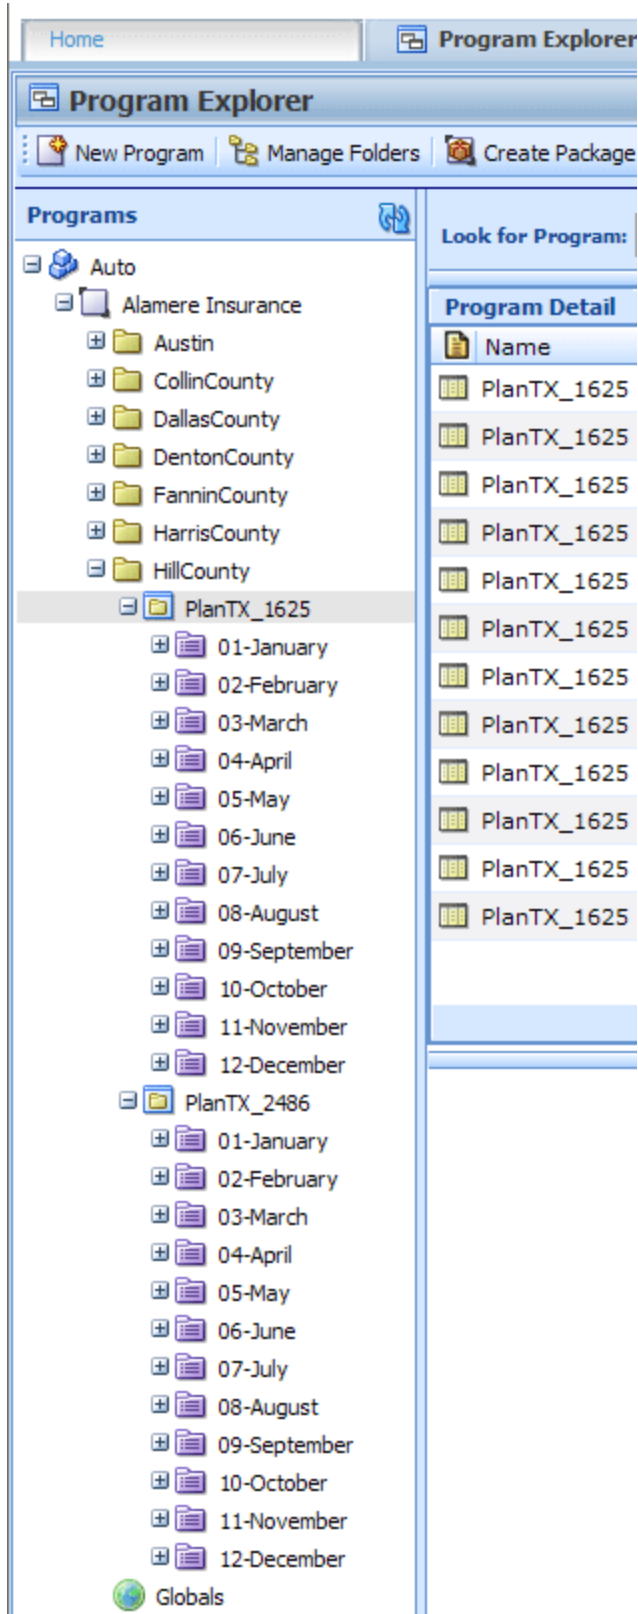 Home
Program Explorer
Program Explorer
New Program
Manage Folders
Create Package
Programs
Auto
Alamere Insurance
Austin
CollinCounty
DallasCounty
DentonCounty
FanninCounty
HarrisCounty
HillCounty
PlanTX_1625
01-January
02-February
03-March
04-April
05-May
06-June
07-July
08-August
09-September
10-October
11-November
12-December
PlanTX_2486
01-January
02-February
03-March
04-April
05-May
06-June
07-July
08-August
09-September
10-October
11-November
12-December
Globals
Look for Program:
Program Detail
Name
PlanTX_1625
PlanTX_1625
PlanTX_1625
PlanTX_1625
PlanTX_1625
PlanTX_1625
PlanTX_1625
PlanTX_1625
PlanTX_1625
PlanTX_1625
PlanTX_1625
PlanTX_1625